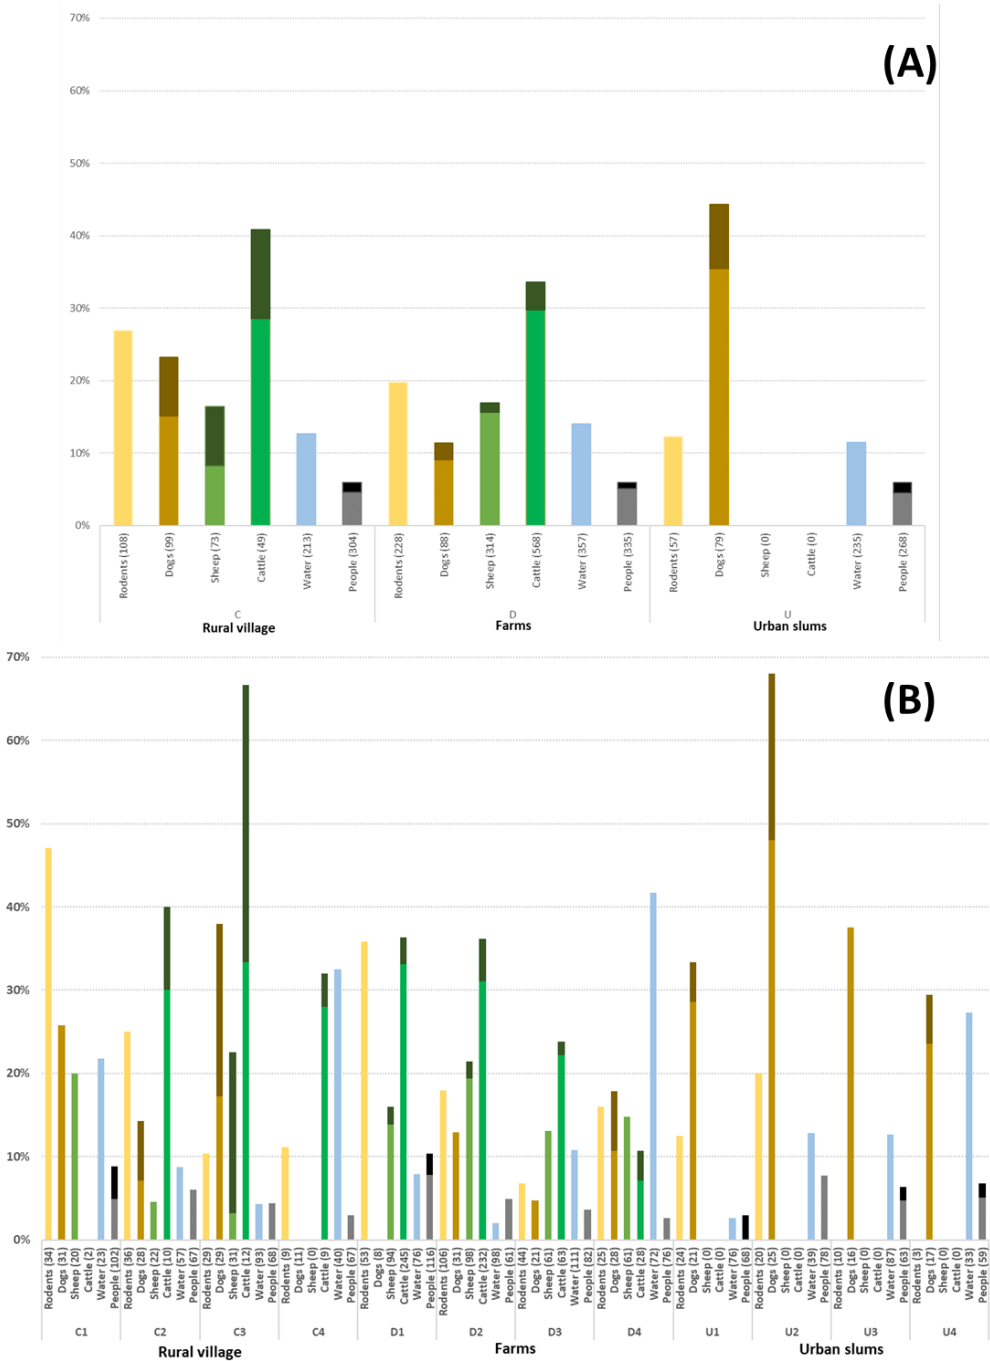 70%
(A)
60%
50%
40%
30%
20%
10%
0%
Rodents (108)
Dogs (99)
Sheep (73)
Cattle (49)
Water (213)
People (304)
Rodents (228)
Dogs (88)
Sheep (314)
Cattle (568)
Water (357)
People (335)
Rodents (57)
Dogs (79)
Sheep (0)
Cattle (0)
Water (235)
People (268)
C
D
U
Rural village
Farms
Urban slums
70%
(B)
60%
50%
40%
30%
20%
10%
0%
Rodents (34)
Dogs (31)
Sheep (20)
Cattle (2)
Water (23)
People (102)
Rodents (36)
Dogs (28)
Sheep (22)
Cattle (10)
Water (57)
People (67)
Rodents (29)
Dogs (29)
Sheep (31)
Cattle (12)
Water (93)
People (68)
Rodents (9)
Dogs (11)
Sheep (0)
Cattle (9)
Water (40)
People (67)
Rodents (53)
Dogs (8)
Sheep (94)
Cattle (245)
Water (76)
People (116)
Rodents (106)
Dogs (31)
Sheep (98)
Cattle (232)
Water (98)
People (61)
Rodents (44)
Dogs (21)
Sheep (61)
Cattle (63)
Water (111)
People (82)
Rodents (25)
Dogs (28)
Sheep (61)
Cattle (28)
Water (72)
People (76)
Rodents (24)
Dogs (21)
Sheep (0)
Cattle (0)
Water (76)
People (68)
Rodents (20)
Dogs (25)
Sheep (0)
Cattle (0)
Water (39)
People (78)
Rodents (10)
Dogs (16)
Sheep (0)
Cattle (0)
Water (87)
People (63)
Rodents (3)
Dogs (17)
Sheep (0)
Cattle (0)
Water (33)
People (59)
C1
C2
C3
C4
D1
D2
D3
D4
U1
U2
U3
U4
Rural village
Farms
Urban slums